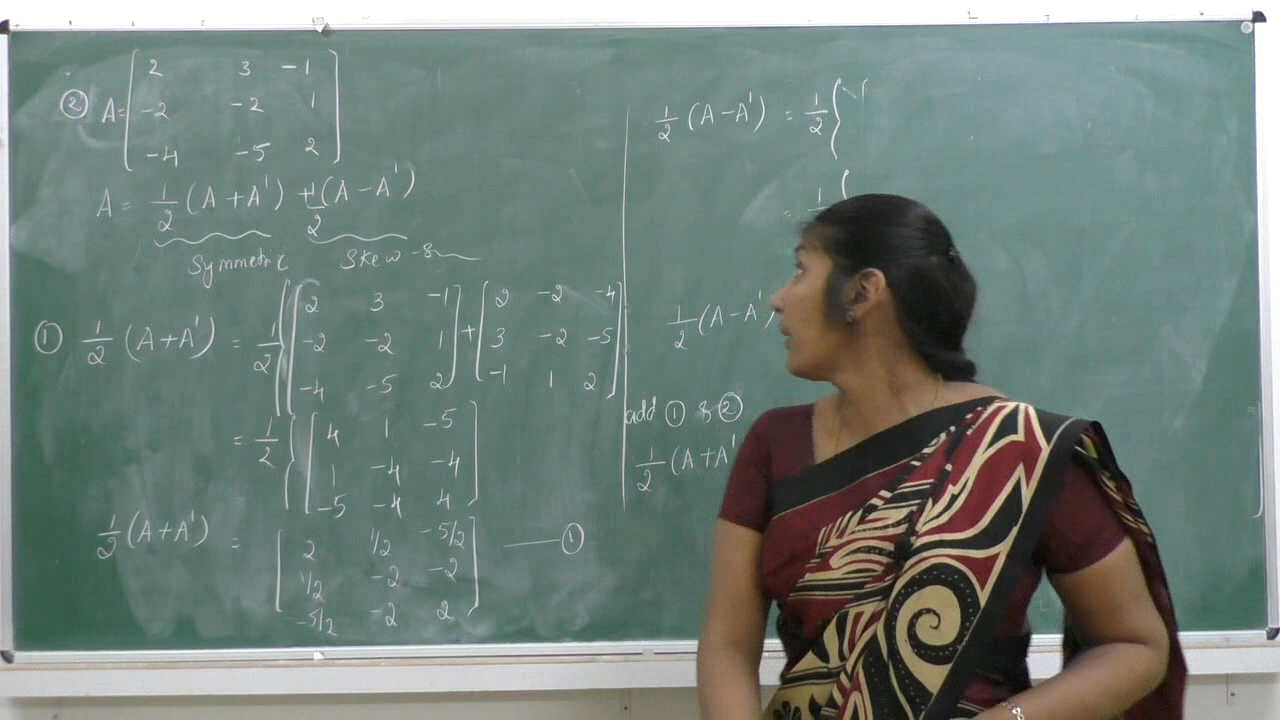 ② A = [ 2 3 -1
-2 -2 1
-4 -5 2 ]
A = 1/2 (A + A') + 1/2 (A - A')
Symmetric Skew-S
① 1/2 (A+A') = 1/2 { [ 2 3 -1 ] + [ 2 -2 -4 ]
-2 -2 1 3 -2 -5
-4 -5 2 -1 1 2
= 1/2 { [ 4 1 -5
1 -4 -4
-5 -4 4 ]
1/2 (A+A') = [ 2 1/2 -5/2
1/2 -2 -2
-5/2 -2 2 ] —— ①
1/2 (A-A') = 1/2 {
= 1/2 {
1/2 (A-A')
add ① & ②
1/2 (A+A'